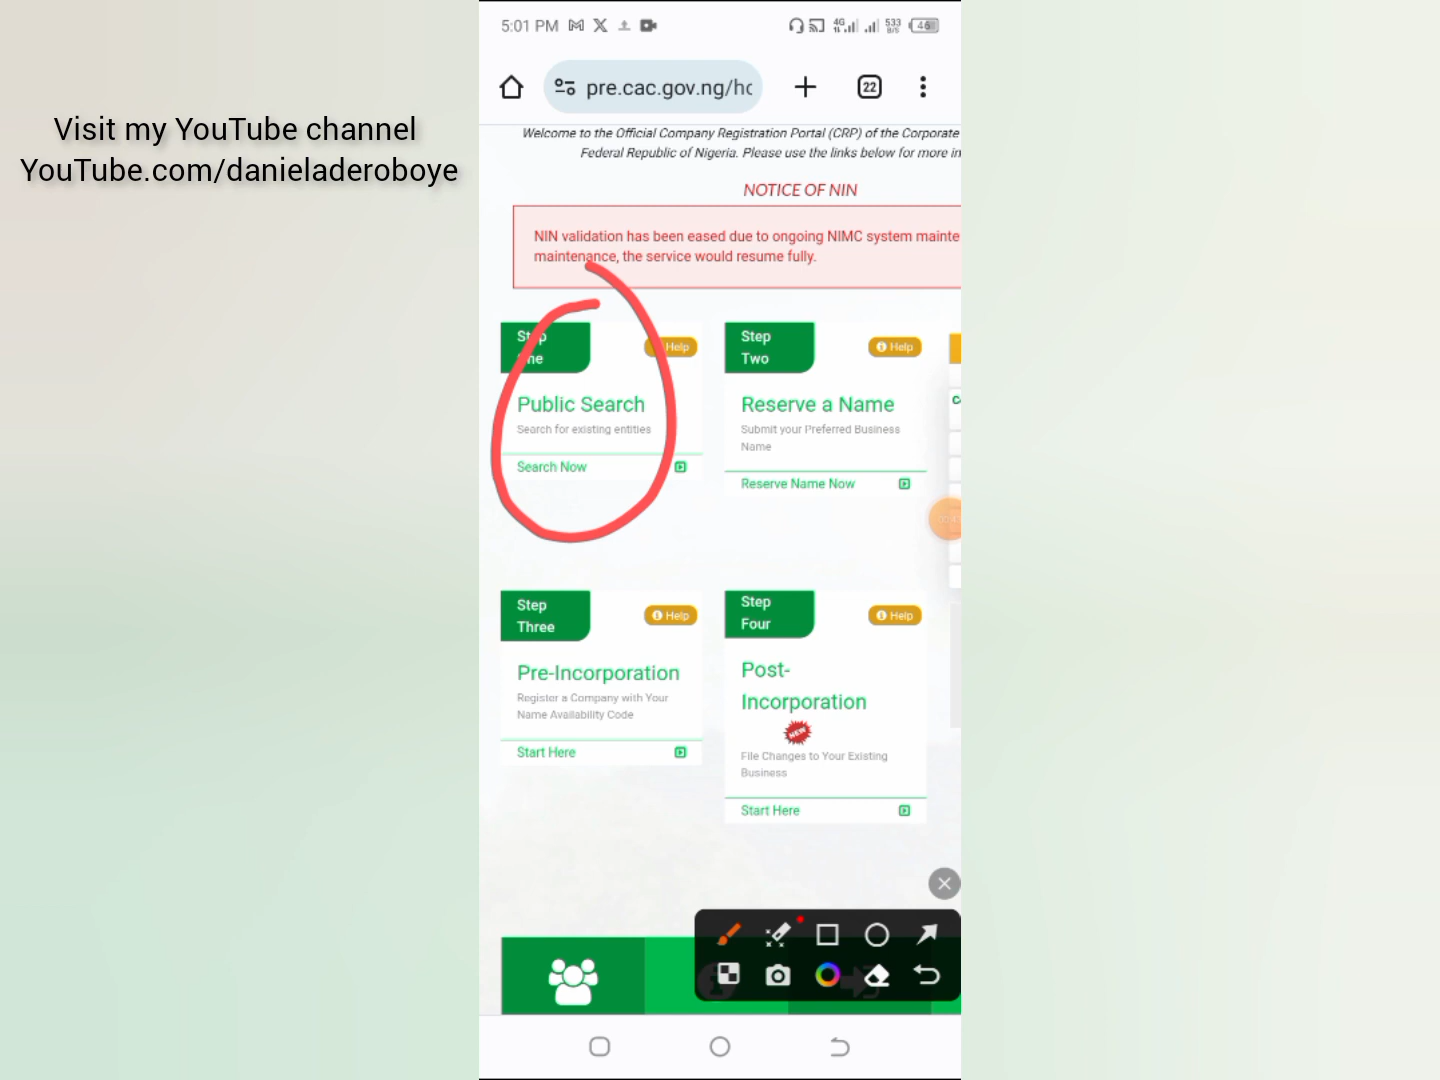 5:01 PM
4G
533
B/S
46
Visit my YouTube channel
YouTube.com/danieladeroboye
pre.cac.gov.ng/hc
22
Welcome to the Official Company Registration Portal (CRP) of the Corporate
Federal Republic of Nigeria. Please use the links below for more in
NOTICE OF NIN
NIN validation has been eased due to ongoing NIMC system mainte
maintenance, the service would resume fully.
Step
One
Help
Public Search
Search for existing entities
Search Now
Step
Two
Help
Reserve a Name
Submit your Preferred Business
Name
Reserve Name Now
Step
Three
Help
Pre-Incorporation
Register a Company with Your
Name Availability Code
Start Here
Step
Four
Help
Post-
Incorporation
NEW
File Changes to Your Existing
Business
Start Here